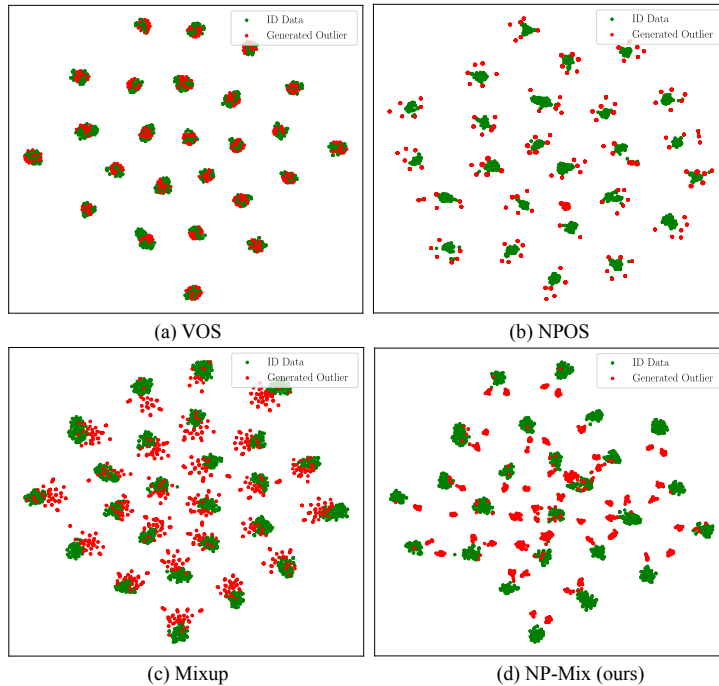 ID Data
Generated Outlier
ID Data
Generated Outlier
(a) VOS
(b) NPOS
ID Data
Generated Outlier
ID Data
Generated Outlier
(c) Mixup
(d) NP-Mix (ours)